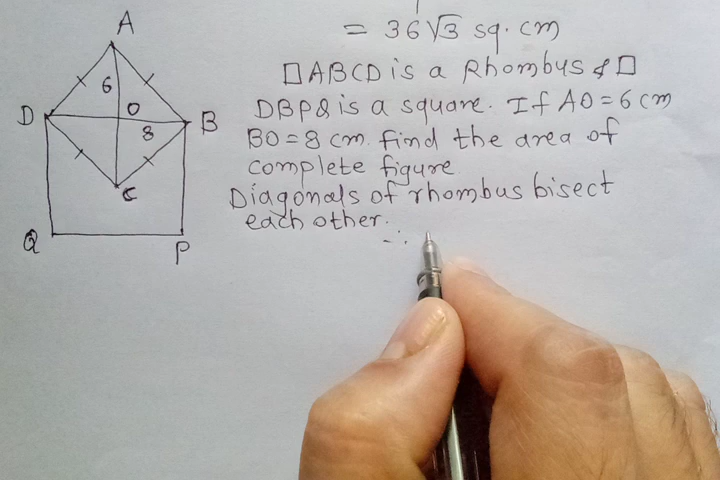 = 36√3 sq. cm
□ABCD is a Rhombus & □
DBPQ is a square. If AO = 6 cm
BO = 8 cm. find the area of
complete figure
Diagonals of rhombus bisect
each other.
∴
A
6
D
O
B
8
C
Q
P